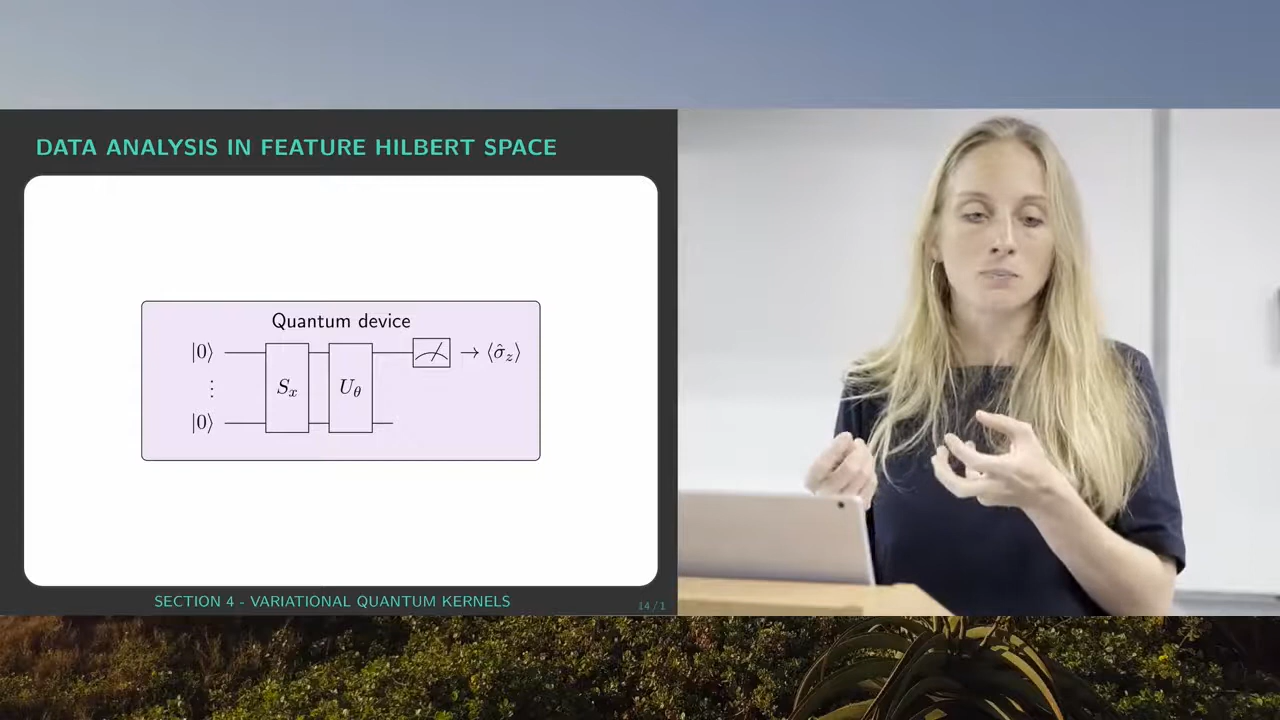 DATA ANALYSIS IN FEATURE HILBERT SPACE
Quantum device
|0⟩
S_x
U_θ
→ ⟨σ̂_z⟩
⋮
|0⟩
SECTION 4 - VARIATIONAL QUANTUM KERNELS
14 / 1